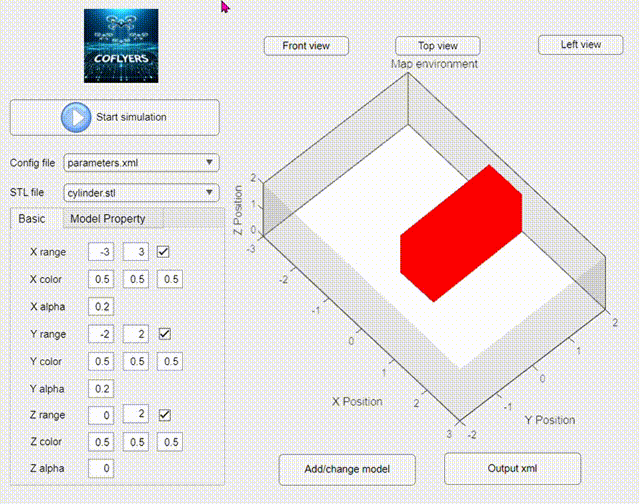 COFLYERS
Front view
Top view
Left view
Map environment
Start simulation
Config file
parameters.xml
STL file
cylinder.stl
Basic
Model Property
X range
-3
3
X color
0.5
0.5
0.5
X alpha
0.2
Y range
-2
2
Y color
0.5
0.5
0.5
Y alpha
0.2
Z range
0
2
Z color
0.5
0.5
0.5
Z alpha
0
Z Position
2
1
0
-3
-2
-1
0
1
2
3
X Position
-2
-1
0
1
2
Y Position
Add/change model
Output xml